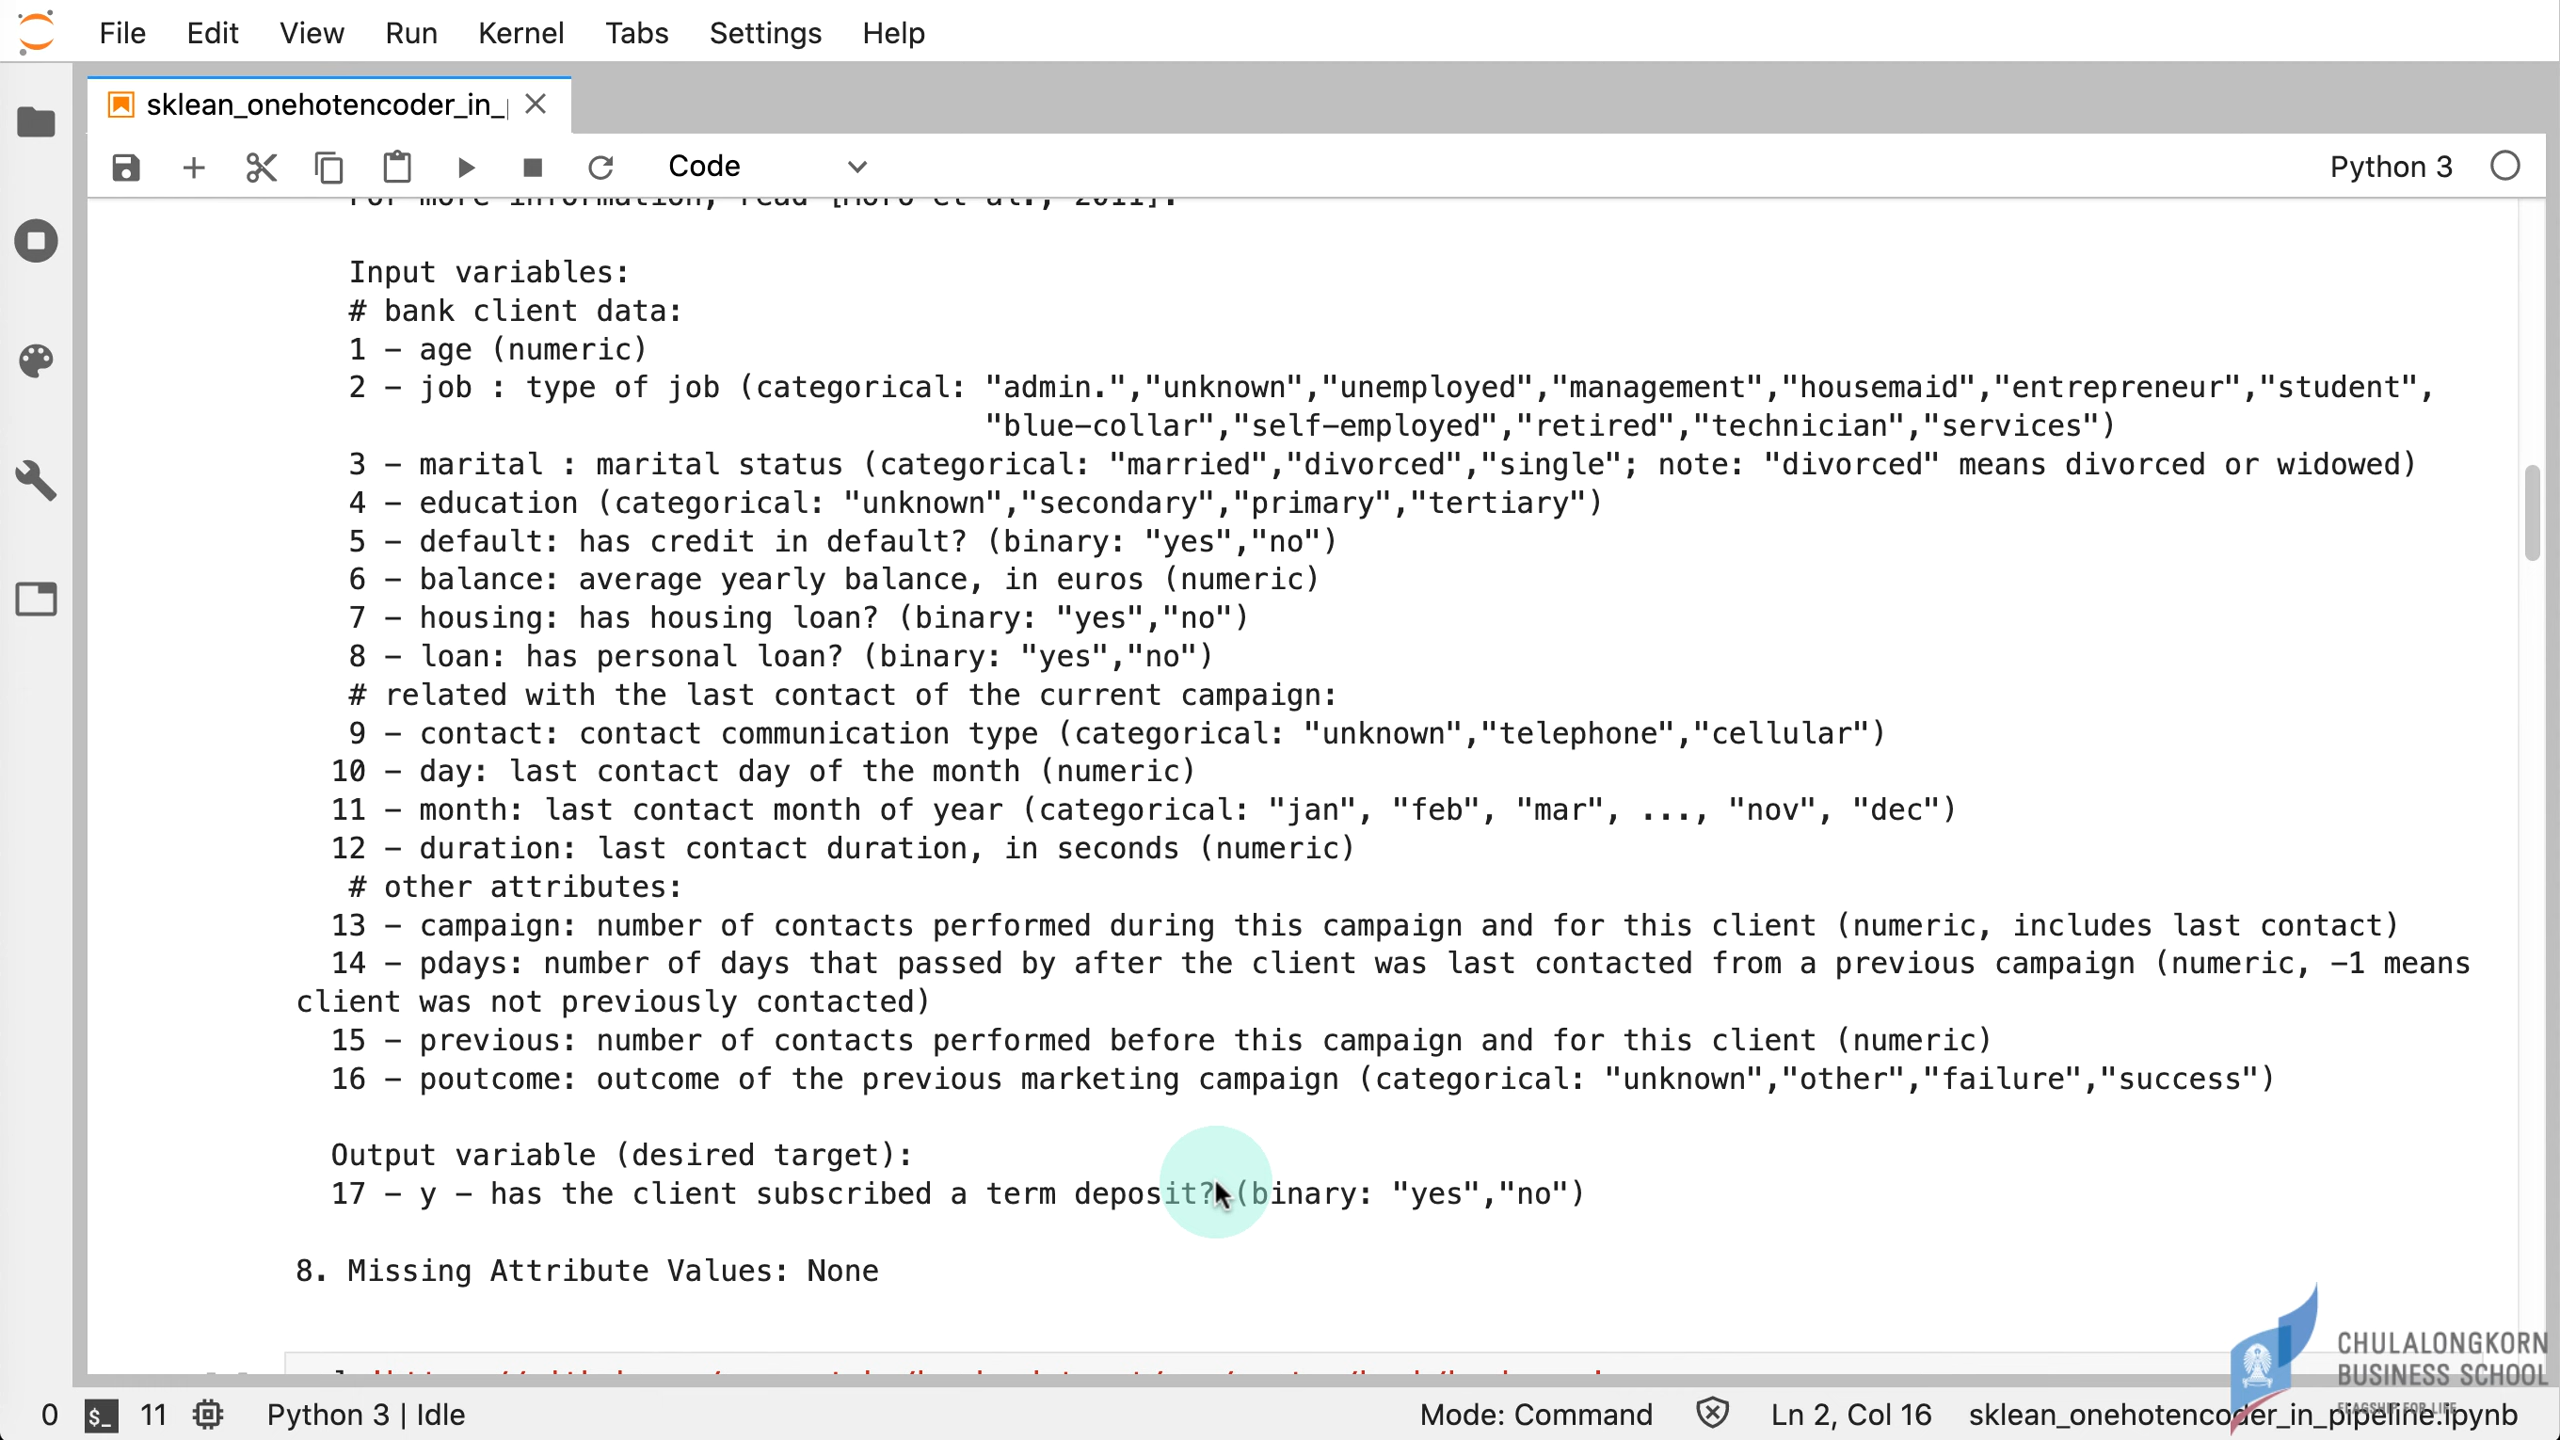 File Edit View Run Kernel Tabs Settings Help
sklean_onehotencoder_in_
Code
Python 3
For more information, read [Moro et al., 2011].
Input variables:
# bank client data:
1 - age (numeric)
2 - job : type of job (categorical: "admin.","unknown","unemployed","management","housemaid","entrepreneur","student",
"blue-collar","self-employed","retired","technician","services")
3 - marital : marital status (categorical: "married","divorced","single"; note: "divorced" means divorced or widowed)
4 - education (categorical: "unknown","secondary","primary","tertiary")
5 - default: has credit in default? (binary: "yes","no")
6 - balance: average yearly balance, in euros (numeric)
7 - housing: has housing loan? (binary: "yes","no")
8 - loan: has personal loan? (binary: "yes","no")
# related with the last contact of the current campaign:
9 - contact: contact communication type (categorical: "unknown","telephone","cellular")
10 - day: last contact day of the month (numeric)
11 - month: last contact month of year (categorical: "jan", "feb", "mar", ..., "nov", "dec")
12 - duration: last contact duration, in seconds (numeric)
# other attributes:
13 - campaign: number of contacts performed during this campaign and for this client (numeric, includes last contact)
14 - pdays: number of days that passed by after the client was last contacted from a previous campaign (numeric, -1 means
client was not previously contacted)
15 - previous: number of contacts performed before this campaign and for this client (numeric)
16 - poutcome: outcome of the previous marketing campaign (categorical: "unknown","other","failure","success")
Output variable (desired target):
17 - y - has the client subscribed a term deposit? (binary: "yes","no")
8. Missing Attribute Values: None
CHULALONGKORN
BUSINESS SCHOOL
FLAGSHIP FOR LIFE
0 $_ 11 Python 3 | Idle Mode: Command Ln 2, Col 16 sklean_onehotencoder_in_pipeline.ipynb